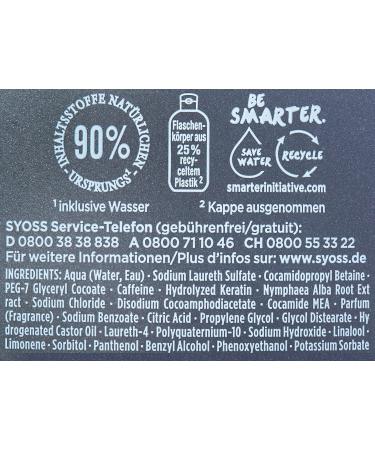 INHALTSSTOFFE NATÜRLICHEN URSPRUNGS¹
90%
Flaschen-
körper aus
25%
recy-
celtem
Plastik²
BE
SMARTER.
SAVE
WATER
RECYCLE
smarterinitiative.com
¹ inklusive Wasser
² Kappe ausgenommen
SYOSS Service-Telefon (gebührenfrei/gratuit):
D 0800 38 38 838 A 0800 71 10 46 CH 0800 55 33 22
Für weitere Informationen/Plus d’infos sur: www.syoss.de
INGREDIENTS: Aqua (Water, Eau) • Sodium Laureth Sulfate • Cocamidopropyl Betaine •
PEG-7 Glyceryl Cocoate • Caffeine • Hydrolyzed Keratin • Nymphaea Alba Root Ext
ract • Sodium Chloride • Disodium Cocoamphodiacetate • Cocamide MEA • Parfum
(Fragrance) • Sodium Benzoate • Citric Acid • Propylene Glycol • Glycol Distearate • Hy
drogenated Castor Oil • Laureth-4 • Polyquaternium-10 • Sodium Hydroxide • Linalool •
Limonene • Sorbitol • Panthenol • Benzyl Alcohol • Phenoxyethanol • Potassium Sorbate